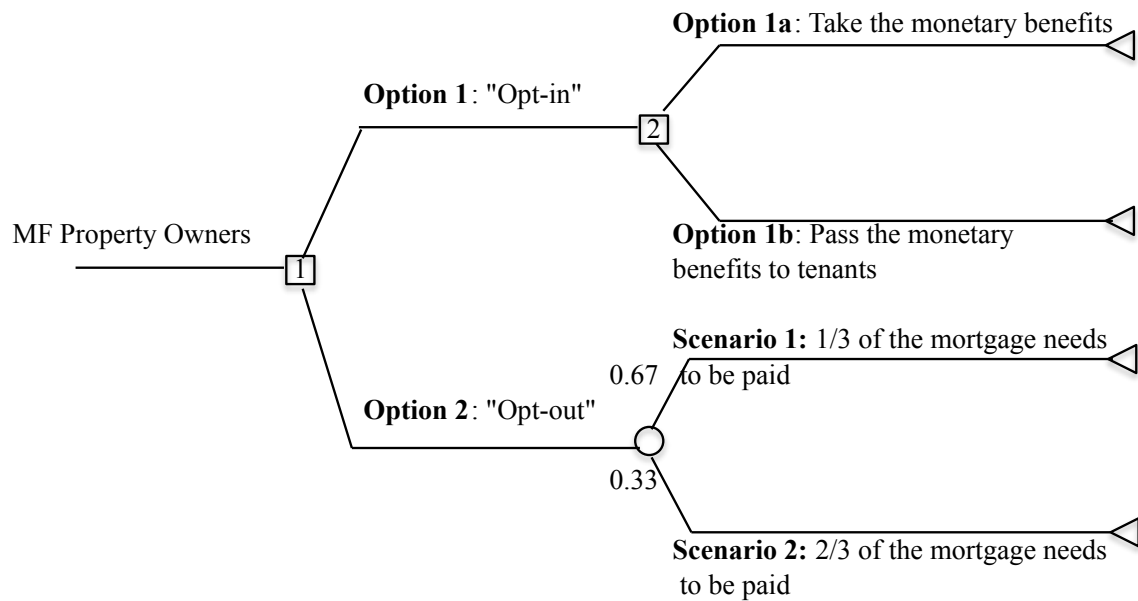 Option 1a: Take the monetary benefits
Option 1: "Opt-in"
2
MF Property Owners
Option 1b: Pass the monetary
benefits to tenants
1
Scenario 1: 1/3 of the mortgage needs
0.67 to be paid
Option 2: "Opt-out"
0.33
Scenario 2: 2/3 of the mortgage needs
to be paid